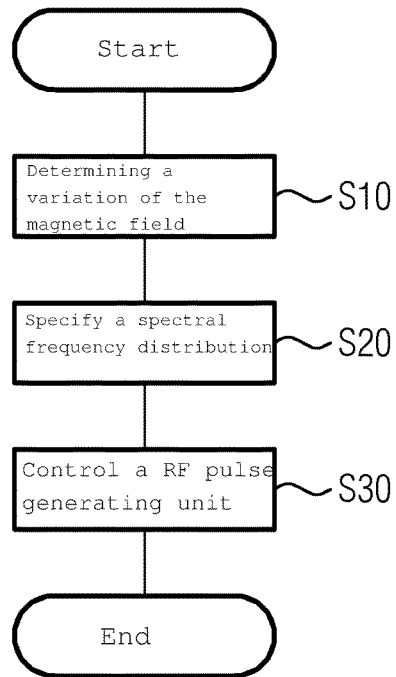 Start
Determining a
variation of the
magnetic field
S10
Specify a spectral
frequency distribution
S20
Control a RF pulse
generating unit
S30
End